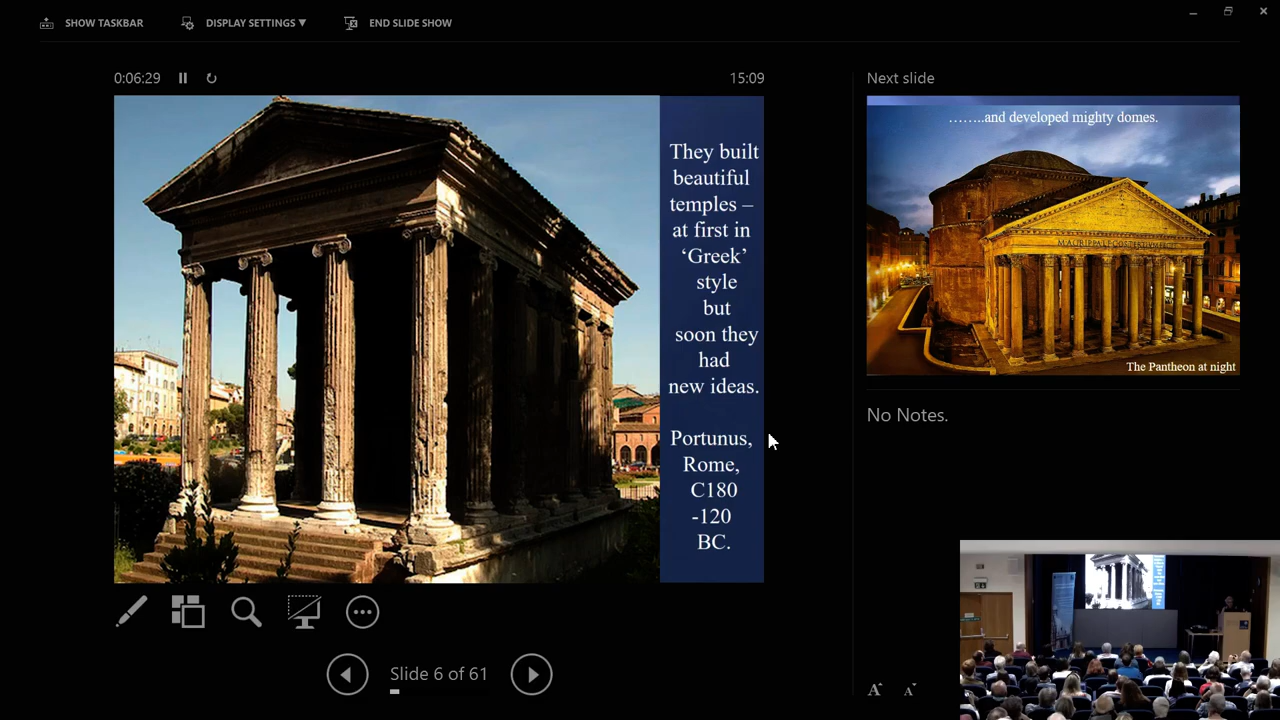 SHOW TASKBAR
DISPLAY SETTINGS ▼
END SLIDE SHOW
0:06:29
15:09
They built
beautiful
temples –
at first in
‘Greek’
style
but
soon they
had
new ideas.
Portunus,
Rome,
C180
-120
BC.
Slide 6 of 61
Next slide
……..and developed mighty domes.
The Pantheon at night
No Notes.
A
A